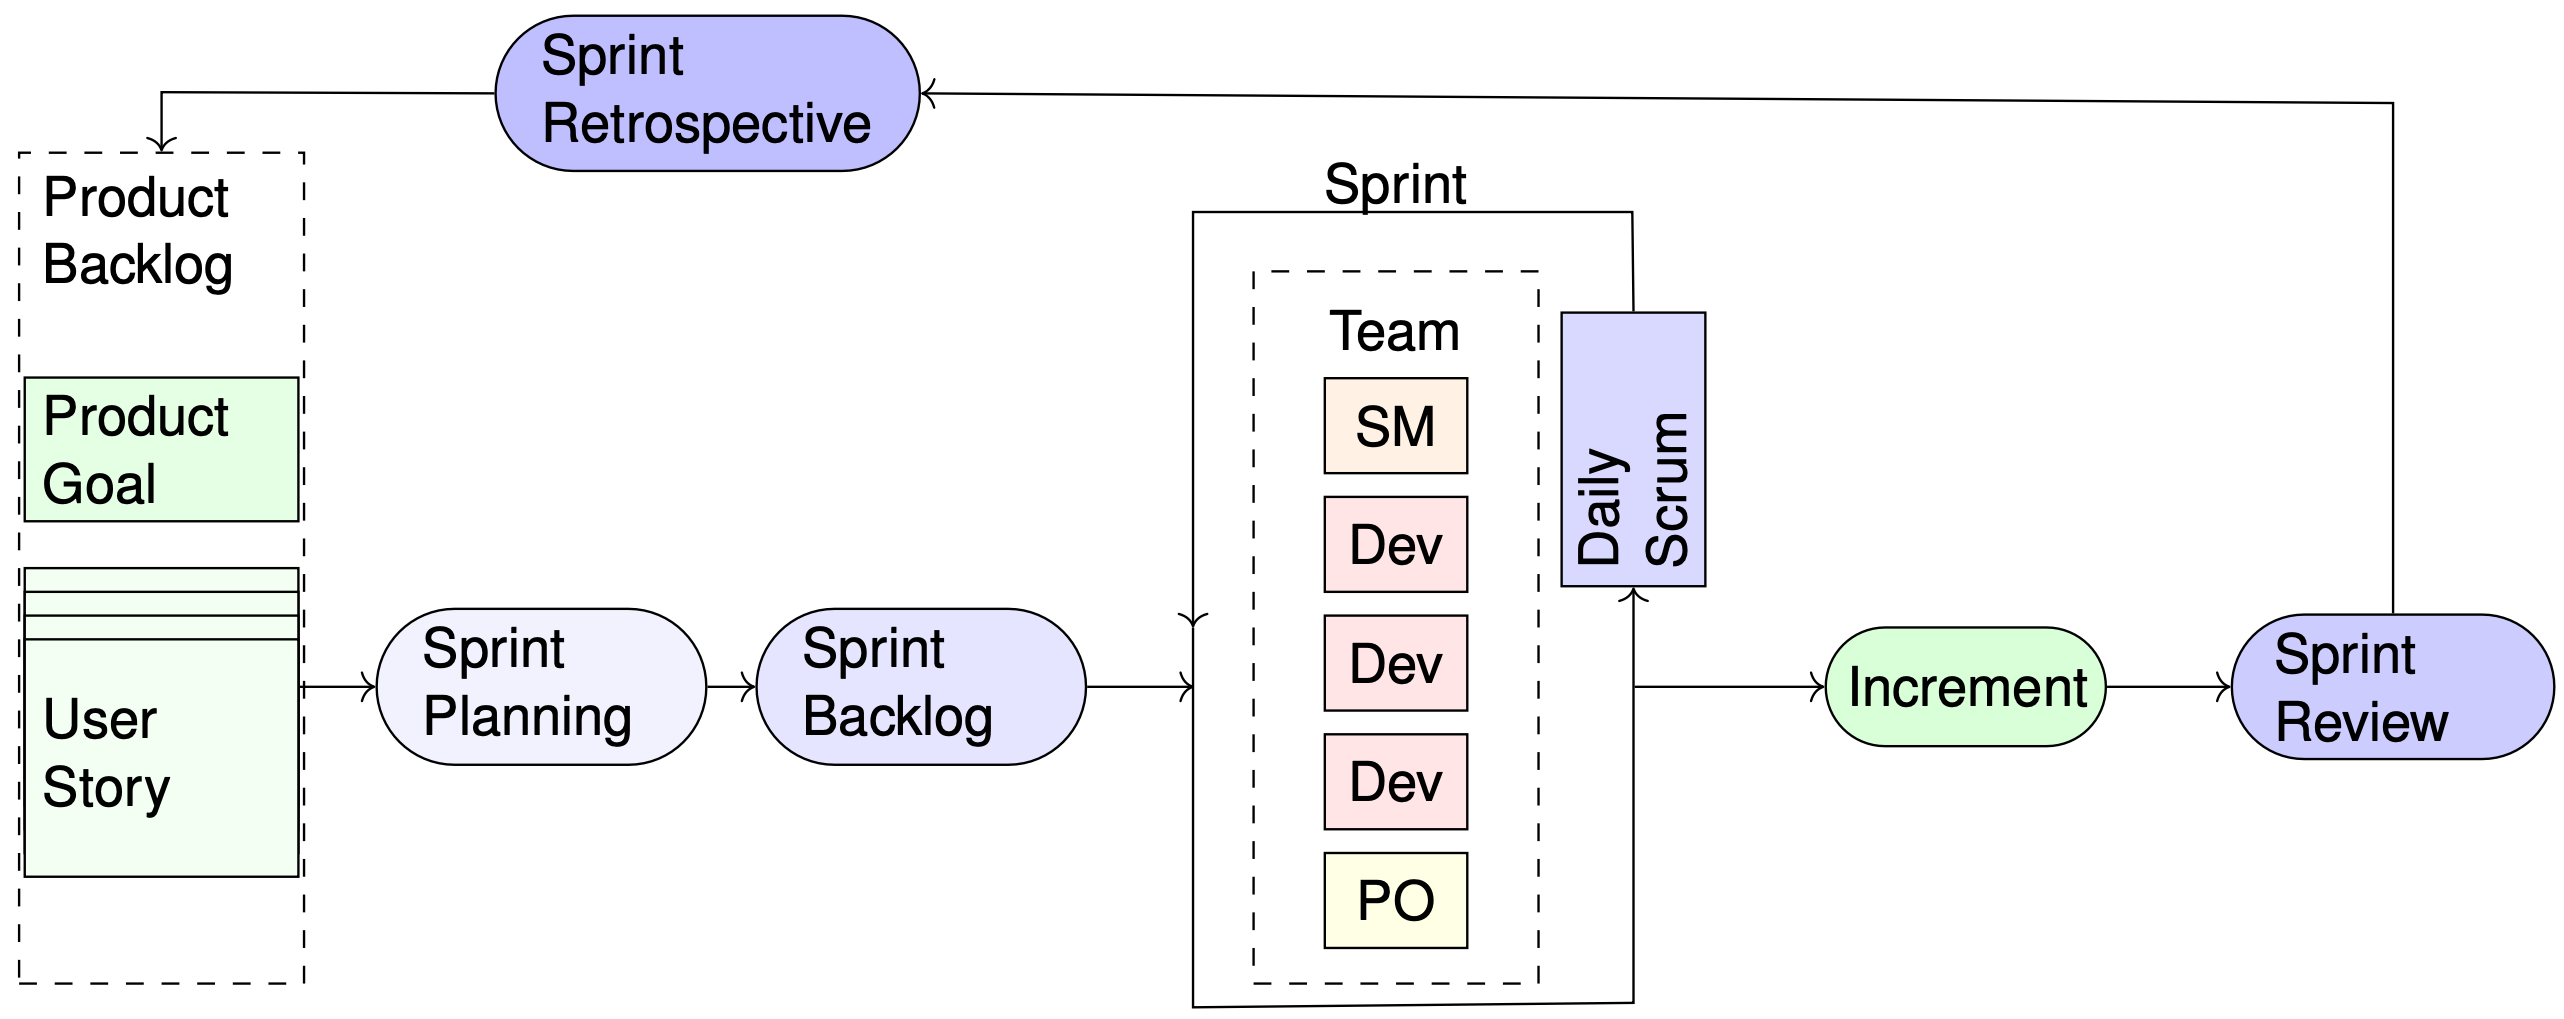 Sprint
Retrospective
Product
Backlog
Product
Goal
User
Story
Sprint
Planning
Sprint
Backlog
Sprint
Team
SM
Dev
Dev
Dev
PO
Daily
Scrum
Increment
Sprint
Review